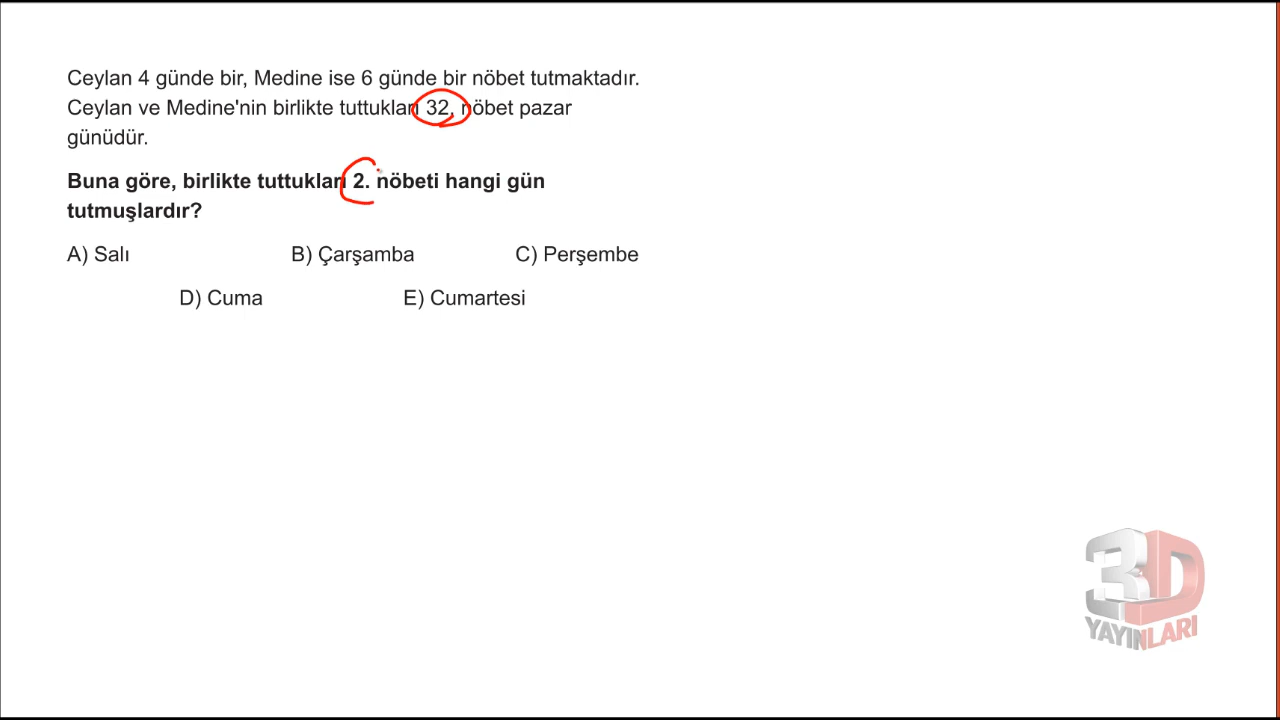 Ceylan 4 günde bir, Medine ise 6 günde bir nöbet tutmaktadır.
Ceylan ve Medine'nin birlikte tuttukları 32, nöbet pazar
günüdür.
Buna göre, birlikte tuttukları 2. nöbeti hangi gün
tutmuşlardır?
A) Salı B) Çarşamba C) Perşembe
D) Cuma E) Cumartesi
3D
YAYINLARI